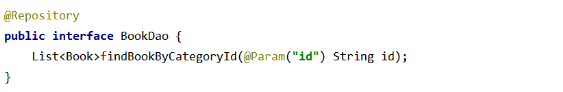 @Repository
public interface BookDao {
    List<Book>findBookByCategoryId(@Param("id") String id);
}